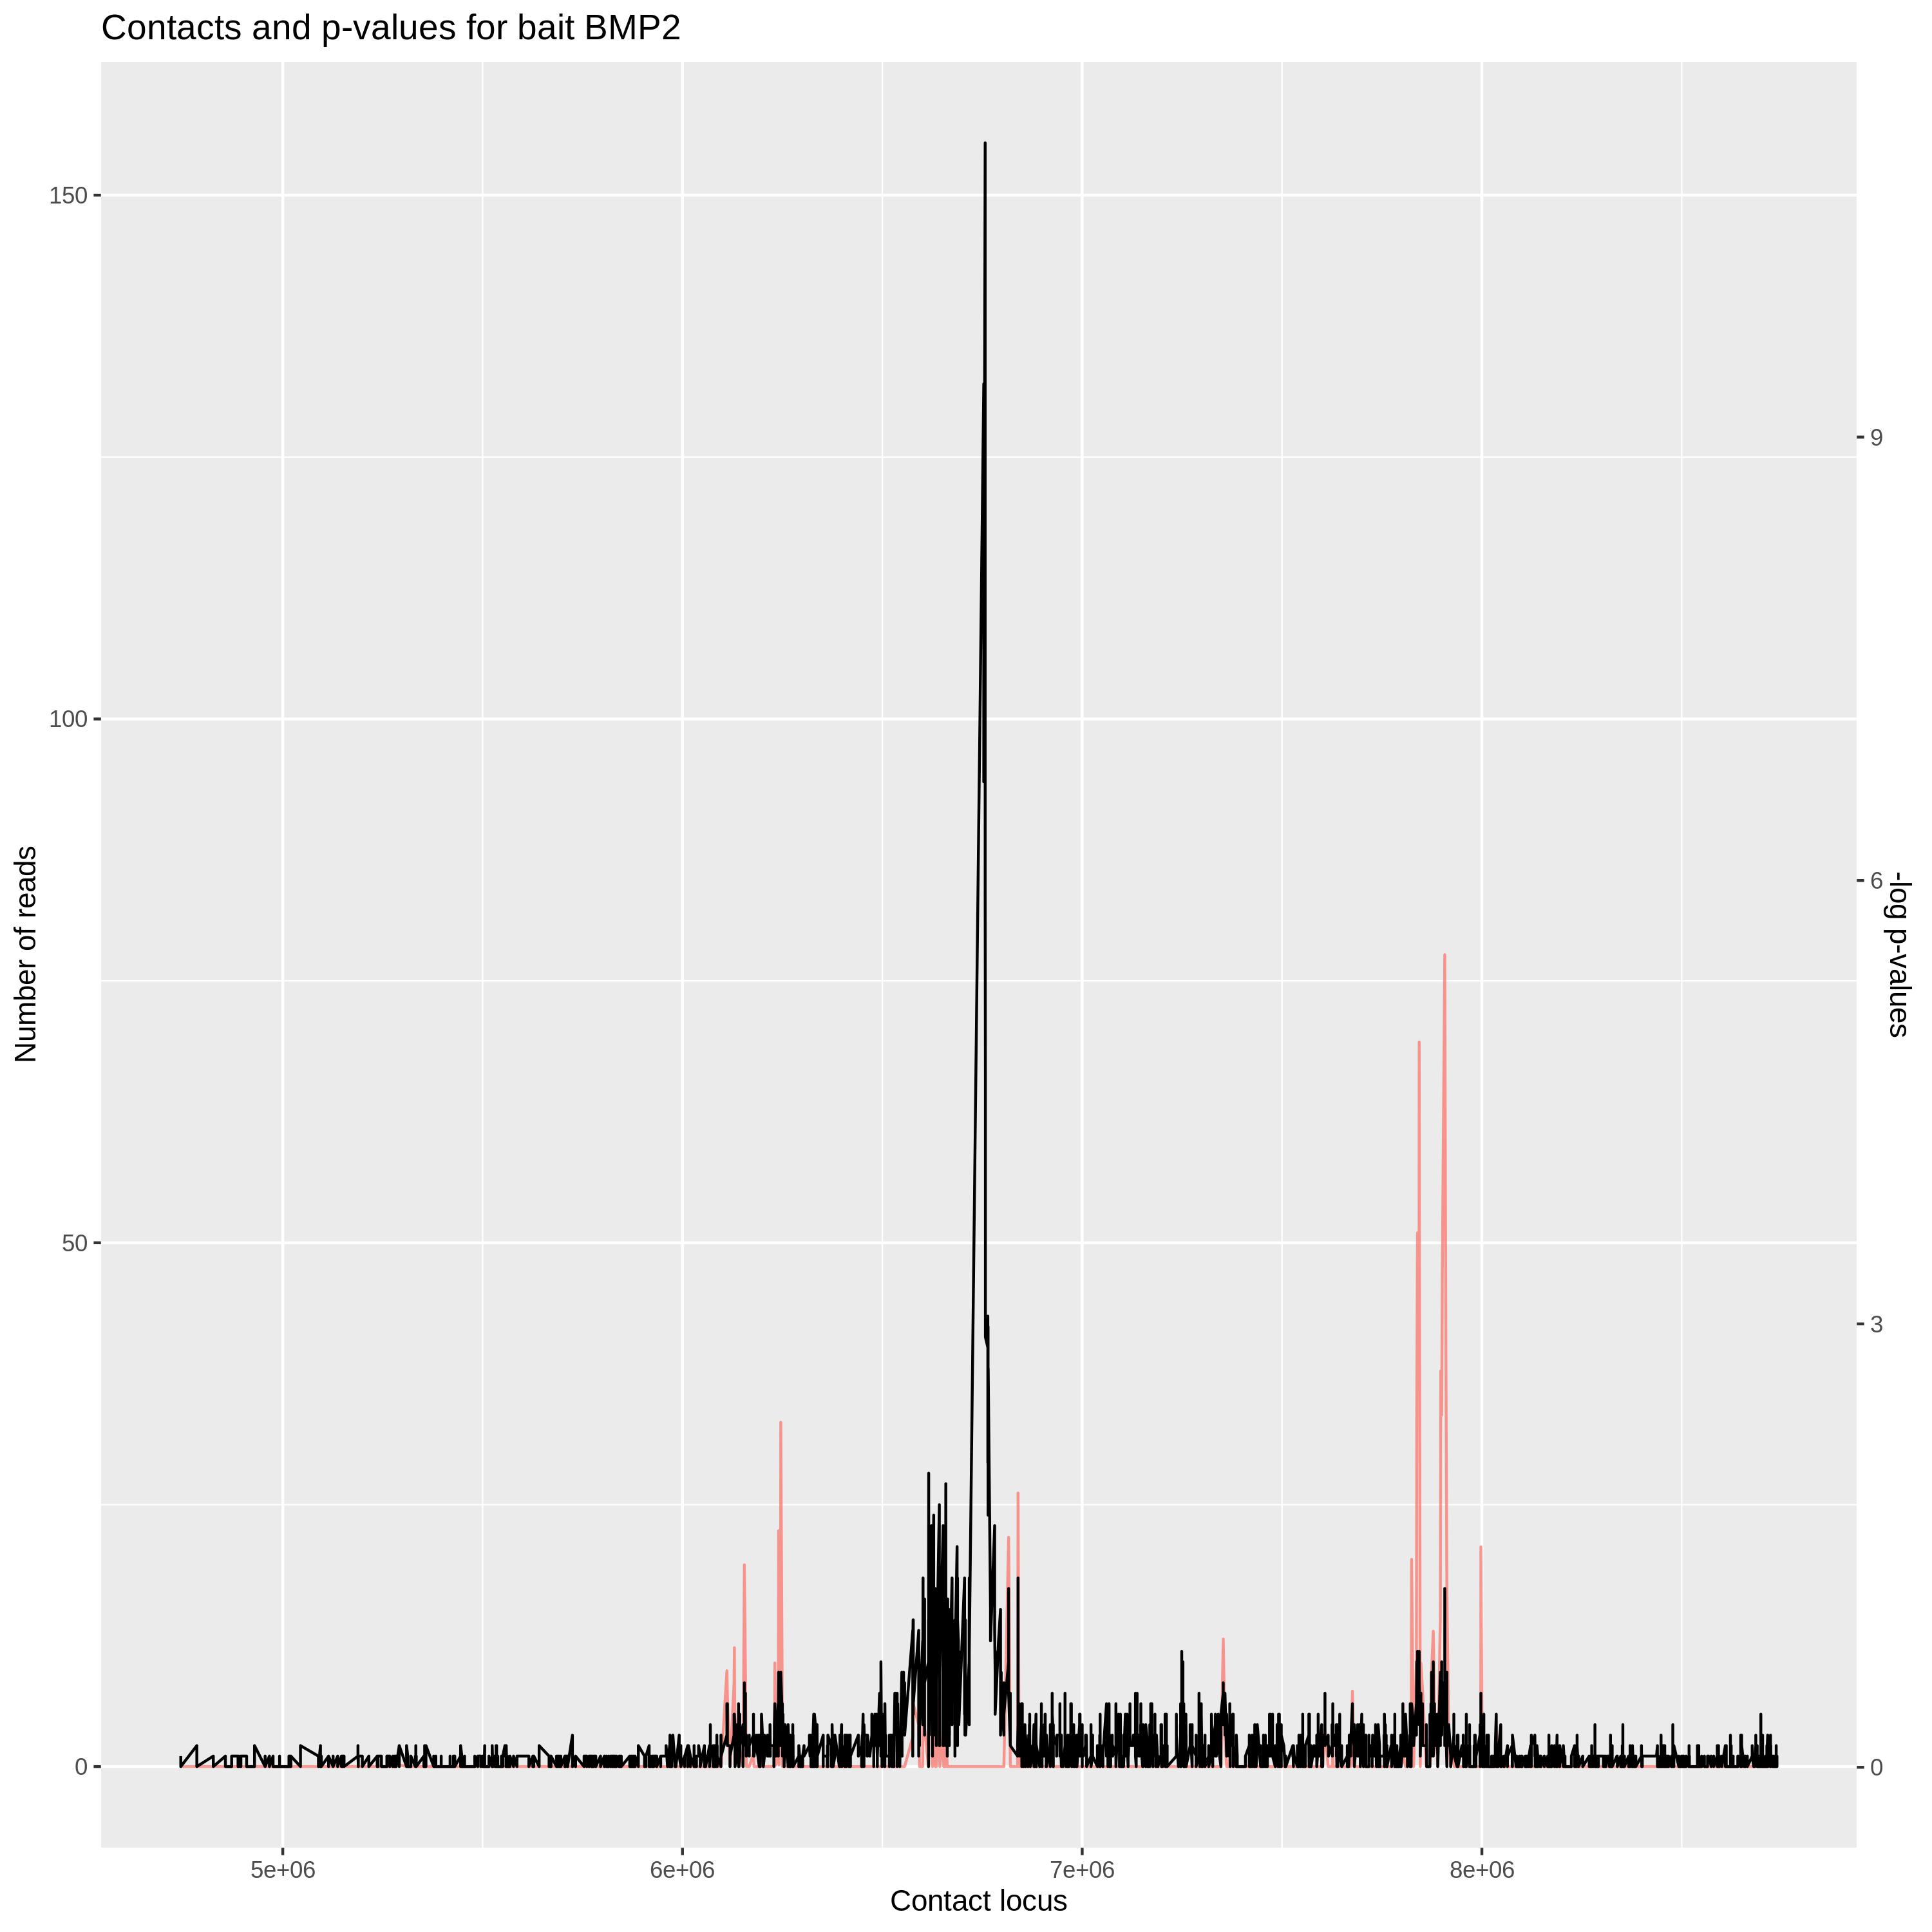 Contacts and p-values for bait BMP2
Number of reads
150
100
50
0
9
6
3
0
-log p-values
5e+06 6e+06 7e+06 8e+06
Contact locus